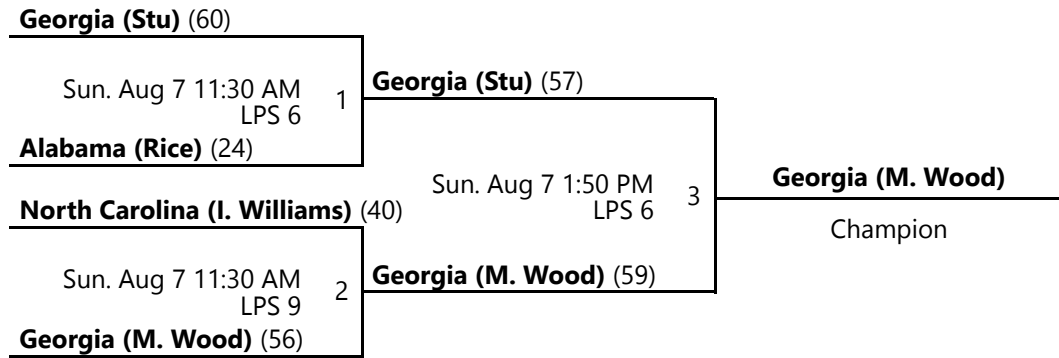 Georgia (Stu) (60)
Sun. Aug 7 11:30 AM
LPS 6
1
Alabama (Rice) (24)
Georgia (Stu) (57)
North Carolina (I. Williams) (40)
Sun. Aug 7 11:30 AM
LPS 9
2
Georgia (M. Wood) (56)
Sun. Aug 7 1:50 PM
LPS 6
3
Georgia (M. Wood) (59)
Georgia (M. Wood)
Champion